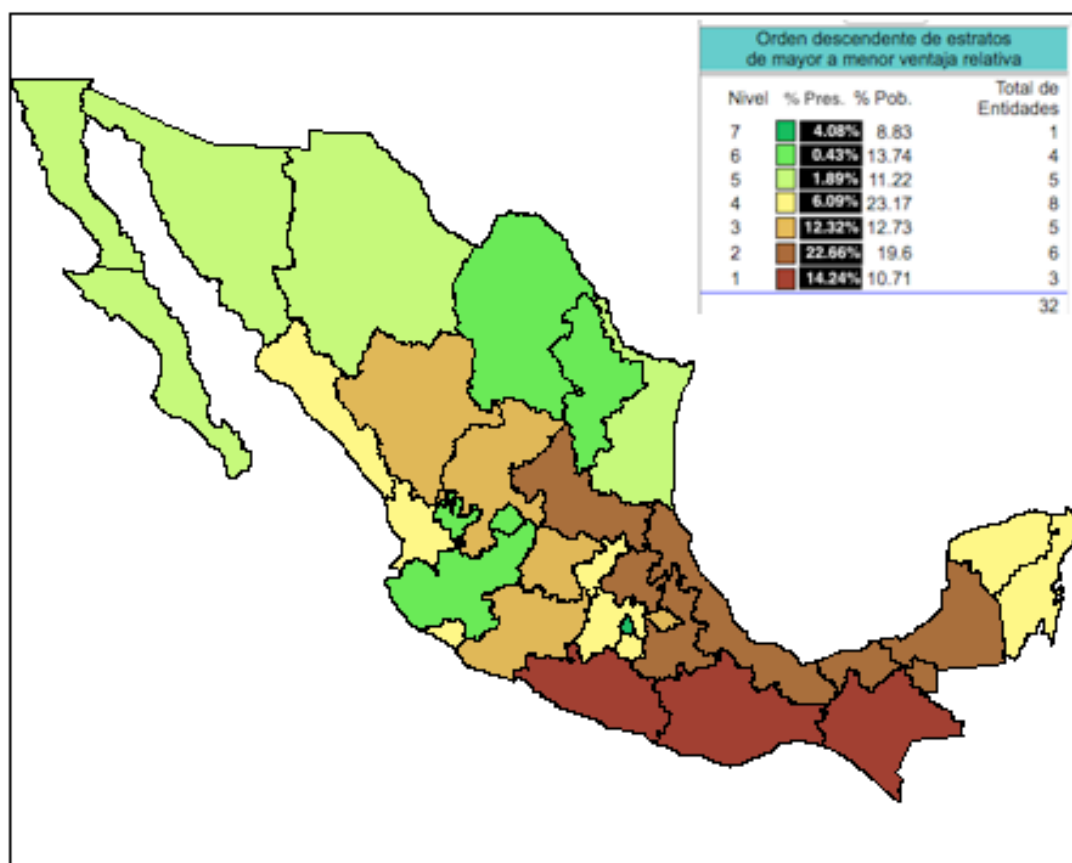 Orden descendente de estratos
de mayor a menor ventaja relativa
Nivel % Pres. % Pob. Total de
Entidades
7 4.08% 8.83 1
6 0.43% 13.74 4
5 1.89% 11.22 5
4 6.09% 23.17 8
3 12.32% 12.73 5
2 22.66% 19.6 6
1 14.24% 10.71 3
32